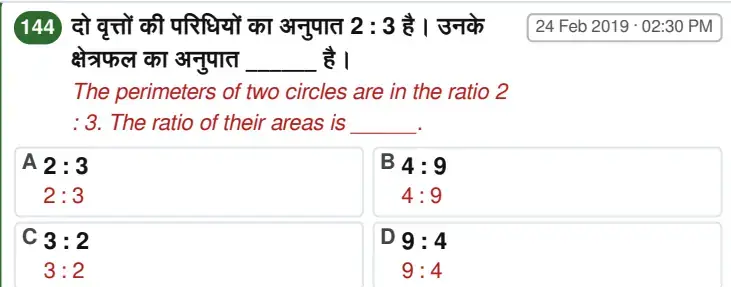 144 दो वृत्तों की परिधियों का अनुपात 2 : 3 है। उनके 24 Feb 2019 · 02:30 PM
क्षेत्रफल का अनुपात ______ है।
The perimeters of two circles are in the ratio 2
: 3. The ratio of their areas is ______.
A 2 : 3
2 : 3
B 4 : 9
4 : 9
C 3 : 2
3 : 2
D 9 : 4
9 : 4